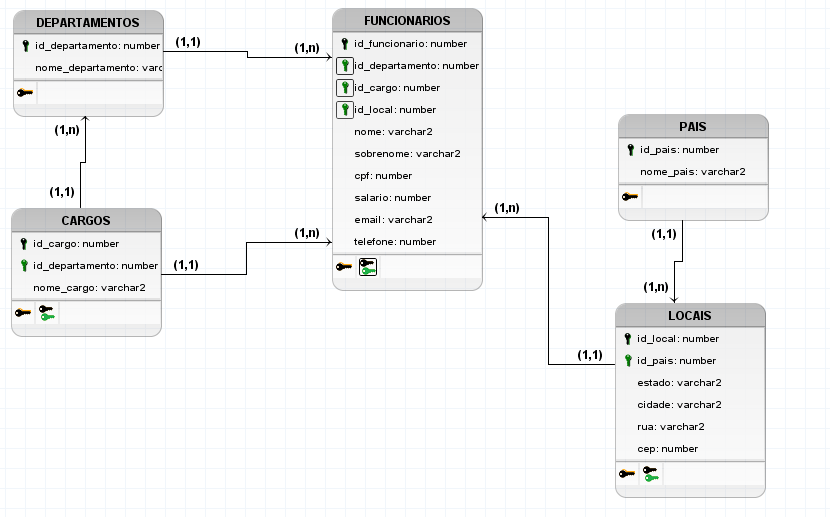 DEPARTAMENTOS
id_departamento: number
nome_departamento: varc
(1,1)
(1,n)
FUNCIONARIOS
id_funcionario: number
id_departamento: number
id_cargo: number
id_local: number
nome: varchar2
sobrenome: varchar2
cpf: number
salario: number
email: varchar2
telefone: number
(1,n)
(1,1)
CARGOS
id_cargo: number
id_departamento: number
nome_cargo: varchar2
(1,1)
(1,n)
PAIS
id_pais: number
nome_pais: varchar2
(1,1)
(1,n)
LOCAIS
id_local: number
id_pais: number
estado: varchar2
cidade: varchar2
rua: varchar2
cep: number
(1,n)
(1,1)